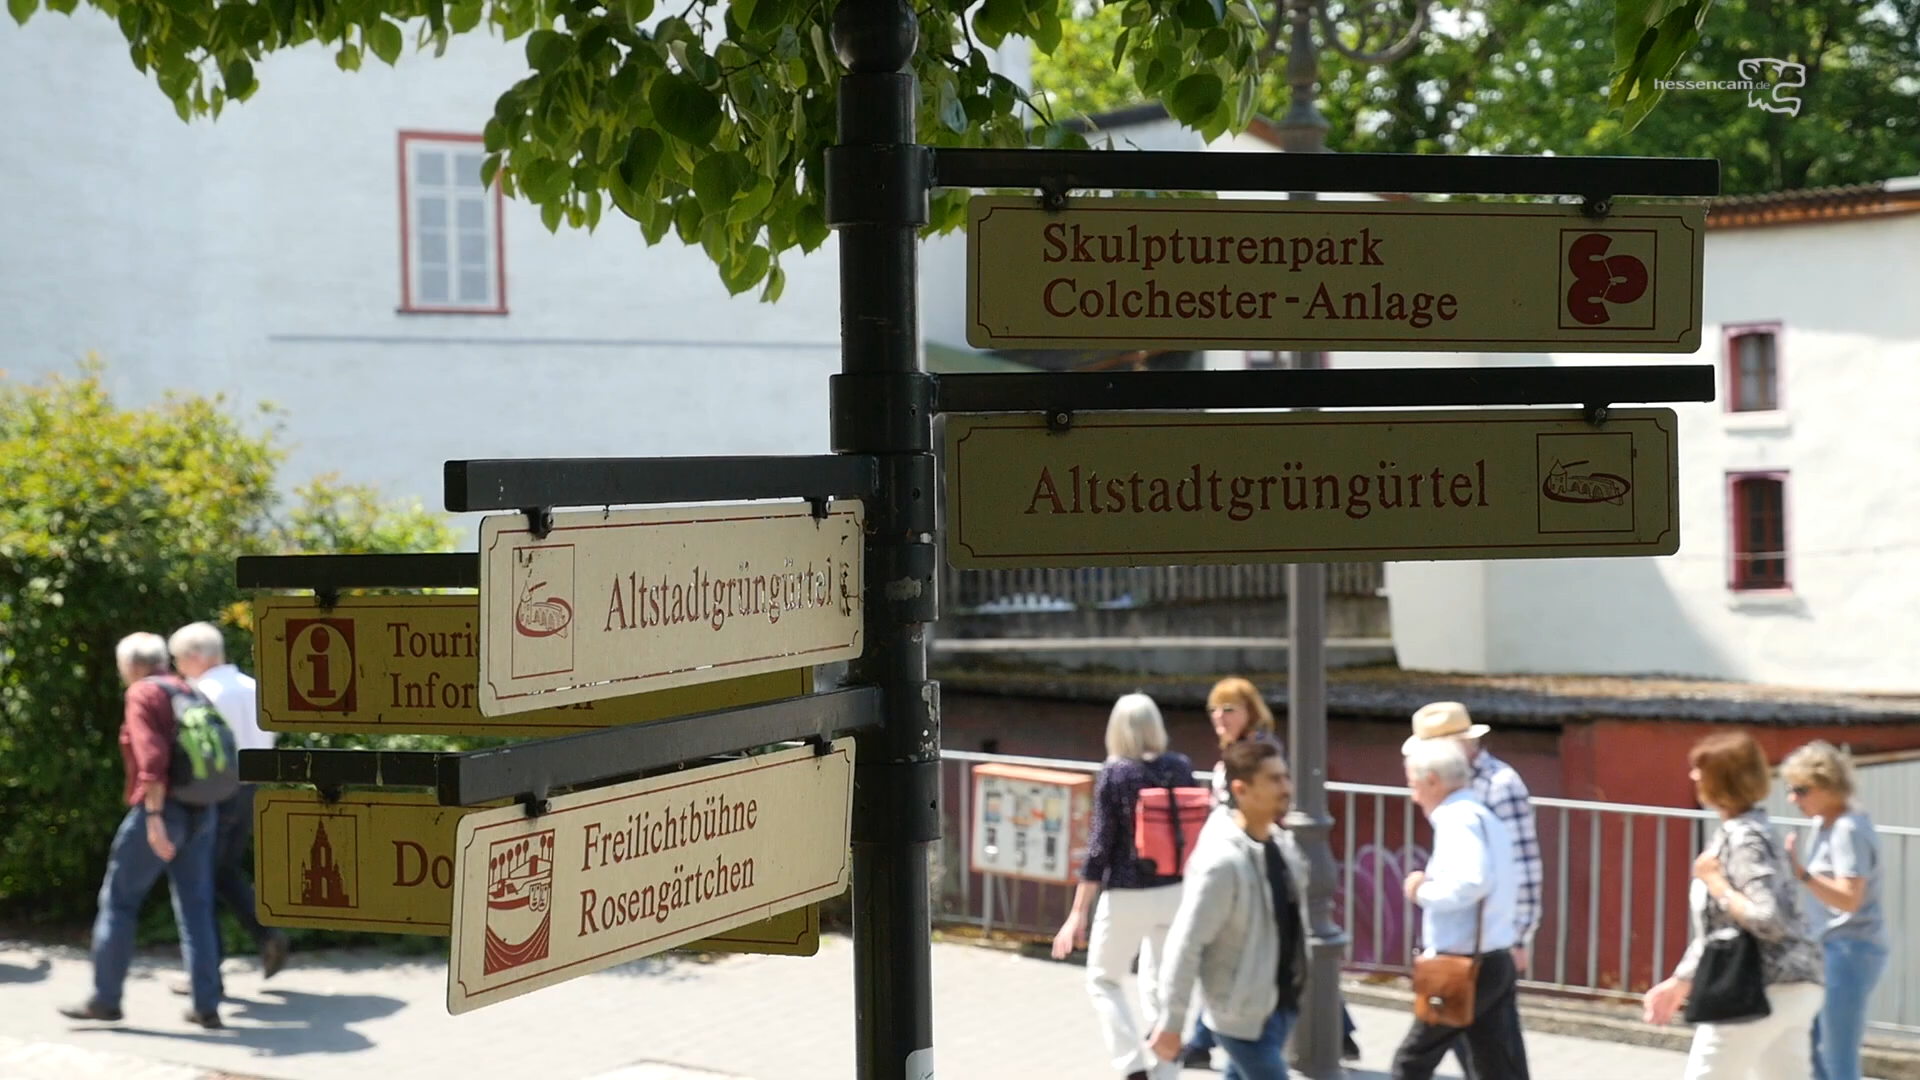 hessencam.de
Skulpturenpark
Colchester-Anlage
Altstadtgrüngürtel
Altstadtgrüngürtel
Freilichtbühne
Rosengärtchen